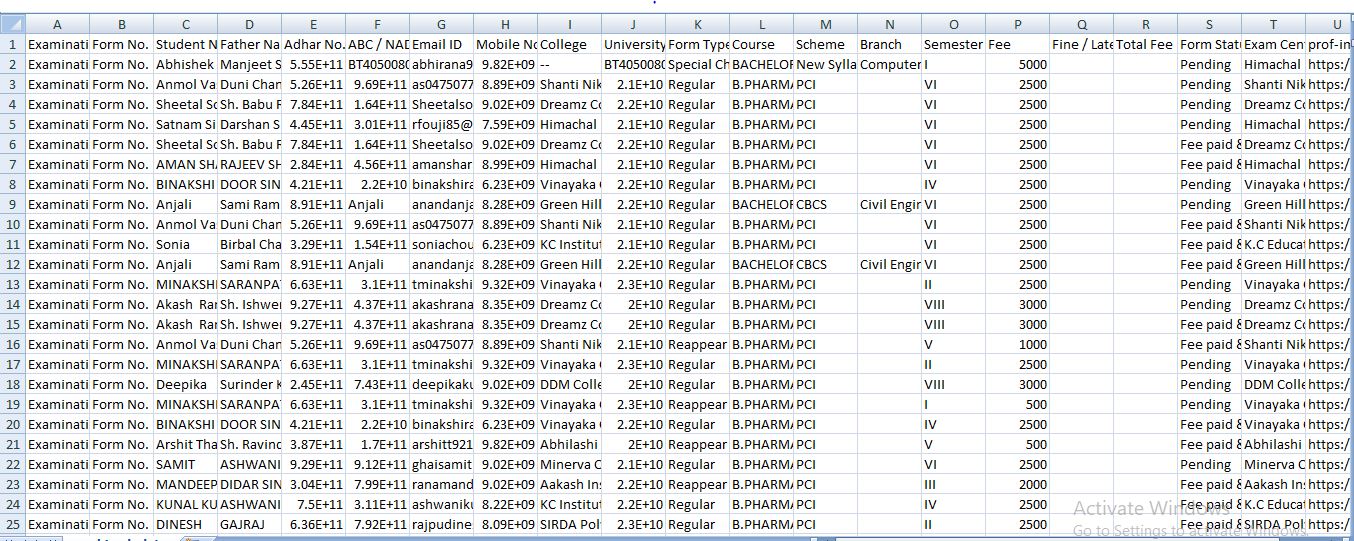 A B C D E F G H I J K L M N O P Q R S T U
1 Examinati Form No. Student N Father Na Adhar No. ABC / NAD Email ID Mobile No College University Form Type Course Scheme Branch Semester Fee Fine / Late Total Fee Form Statu Exam Cent prof-in
2 Examinati Form No. Abhishek Manjeet S 5.55E+11 BT4050080 abhirana9 9.82E+09 -- BT4050080 Special Ch BACHELOR New Sylla Computer I 5000 Pending Himachal https:/
3 Examinati Form No. Anmol Va Duni Chan 5.26E+11 9.69E+11 as0475077 8.89E+09 Shanti Nik 2.1E+10 Regular B.PHARMA PCI VI 2500 Pending Shanti Nik https:/
4 Examinati Form No. Sheetal So Sh. Babu R 7.84E+11 1.64E+11 Sheetalso 9.02E+09 Dreamz Co 2.2E+10 Regular B.PHARMA PCI VI 2500 Pending Dreamz Co https:/
5 Examinati Form No. Satnam Si Darshan S 4.45E+11 3.01E+11 rfouji85@ 7.59E+09 Himachal 2.1E+10 Regular B.PHARMA PCI VI 2500 Pending Himachal https:/
6 Examinati Form No. Sheetal So Sh. Babu R 7.84E+11 1.64E+11 Sheetalso 9.02E+09 Dreamz Co 2.2E+10 Regular B.PHARMA PCI VI 2500 Fee paid & Dreamz Co https:/
7 Examinati Form No. AMAN SHA RAJEEV SH 2.84E+11 4.56E+11 amanshar 8.99E+09 Himachal 2.1E+10 Regular B.PHARMA PCI VI 2500 Fee paid & Himachal https:/
8 Examinati Form No. BINAKSHI DOOR SIN 4.21E+11 2.2E+10 binakshira 6.23E+09 Vinayaka 2.2E+10 Regular B.PHARMA PCI IV 2500 Pending Vinayaka https:/
9 Examinati Form No. Anjali Sami Ram 8.91E+11 Anjali anandanja 8.28E+09 Green Hill 2.2E+10 Regular BACHELOR CBCS Civil Engin VI 2500 Pending Green Hill https:/
10 Examinati Form No. Anmol Va Duni Chan 5.26E+11 9.69E+11 as0475077 8.89E+09 Shanti Nik 2.1E+10 Regular B.PHARMA PCI VI 2500 Fee paid & Shanti Nik https:/
11 Examinati Form No. Sonia Birbal Cha 3.29E+11 1.54E+11 soniachou 6.23E+09 KC Institut 2.1E+10 Regular B.PHARMA PCI VI 2500 Fee paid & K.C Educat https:/
12 Examinati Form No. Anjali Sami Ram 8.91E+11 Anjali anandanja 8.28E+09 Green Hill 2.2E+10 Regular BACHELOR CBCS Civil Engin VI 2500 Fee paid & Green Hill https:/
13 Examinati Form No. MINAKSHI SARANPAT 6.63E+11 3.1E+11 tminakshi 9.32E+09 Vinayaka 2.3E+10 Regular B.PHARMA PCI II 2500 Pending Vinayaka https:/
14 Examinati Form No. Akash Ran Sh. Ishwer 9.27E+11 4.37E+11 akashrana 8.35E+09 Dreamz Co 2E+10 Regular B.PHARMA PCI VIII 3000 Pending Dreamz Co https:/
15 Examinati Form No. Akash Ran Sh. Ishwer 9.27E+11 4.37E+11 akashrana 8.35E+09 Dreamz Co 2E+10 Regular B.PHARMA PCI VIII 3000 Fee paid & Dreamz Co https:/
16 Examinati Form No. Anmol Va Duni Chan 5.26E+11 9.69E+11 as0475077 8.89E+09 Shanti Nik 2.1E+10 Reappear B.PHARMA PCI V 1000 Fee paid & Shanti Nik https:/
17 Examinati Form No. MINAKSHI SARANPAT 6.63E+11 3.1E+11 tminakshi 9.32E+09 Vinayaka 2.3E+10 Regular B.PHARMA PCI II 2500 Pending Vinayaka https:/
18 Examinati Form No. Deepika Surinder K 2.45E+11 7.43E+11 deepikaku 9.02E+09 DDM Colle 2E+10 Regular B.PHARMA PCI VIII 3000 Pending DDM Colle https:/
19 Examinati Form No. MINAKSHI SARANPAT 6.63E+11 3.1E+11 tminakshi 9.32E+09 Vinayaka 2.3E+10 Reappear B.PHARMA PCI I 500 Pending Vinayaka https:/
20 Examinati Form No. BINAKSHI DOOR SIN 4.21E+11 2.2E+10 binakshira 6.23E+09 Vinayaka 2.2E+10 Regular B.PHARMA PCI IV 2500 Fee paid & Vinayaka https:/
21 Examinati Form No. Arshit Tha Sh. Ravind 3.87E+11 1.7E+11 arshitt921 9.82E+09 Abhilashi 2E+10 Reappear B.PHARMA PCI V 500 Fee paid & Abhilashi https:/
22 Examinati Form No. SAMIT ASHWANI 9.29E+11 9.12E+11 ghaisamit 9.02E+09 Minerva C 2.1E+10 Regular B.PHARMA PCI VI 2500 Pending Minerva C https:/
23 Examinati Form No. MANDEEP DIDAR SIN 3.04E+11 7.99E+11 ranamand 9.02E+09 Aakash Ins 2.2E+10 Reappear B.PHARMA PCI III 2000 Fee paid & Aakash Ins https:/
24 Examinati Form No. KUNAL KU ASHWANI 7.5E+11 3.11E+11 ashwaniku 8.22E+09 KC Institut 2.2E+10 Regular B.PHARMA PCI IV 2500 Fee paid & K.C Educat https:/
25 Examinati Form No. DINESH GAJRAJ 6.36E+11 7.92E+11 rajpudine 8.09E+09 SIRDA Pol 2.3E+10 Regular B.PHARMA PCI II 2500 Fee paid & SIRDA Pol https:/
Activate Windows
Go to Settings to activate Windows.